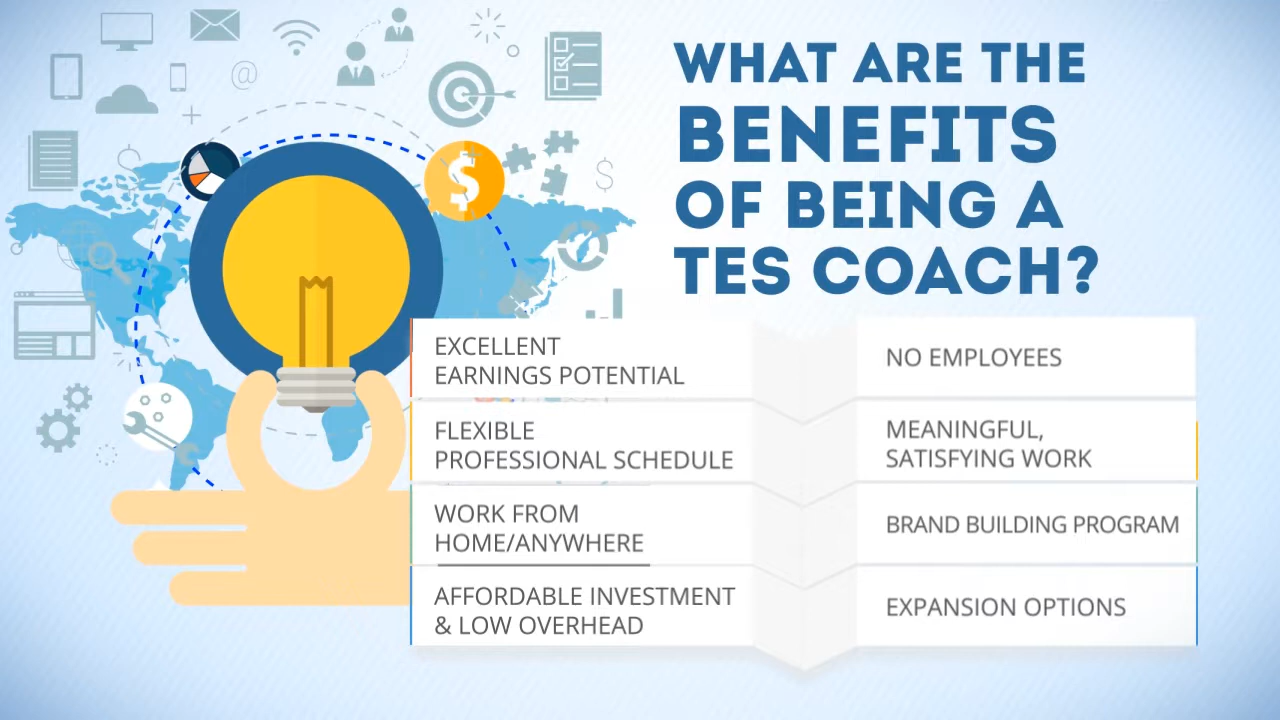 WHAT ARE THE
BENEFITS
OF BEING A
TES COACH?
EXCELLENT
EARNINGS POTENTIAL
FLEXIBLE
PROFESSIONAL SCHEDULE
WORK FROM
HOME/ANYWHERE
AFFORDABLE INVESTMENT
& LOW OVERHEAD
NO EMPLOYEES
MEANINGFUL,
SATISFYING WORK
BRAND BUILDING PROGRAM
EXPANSION OPTIONS